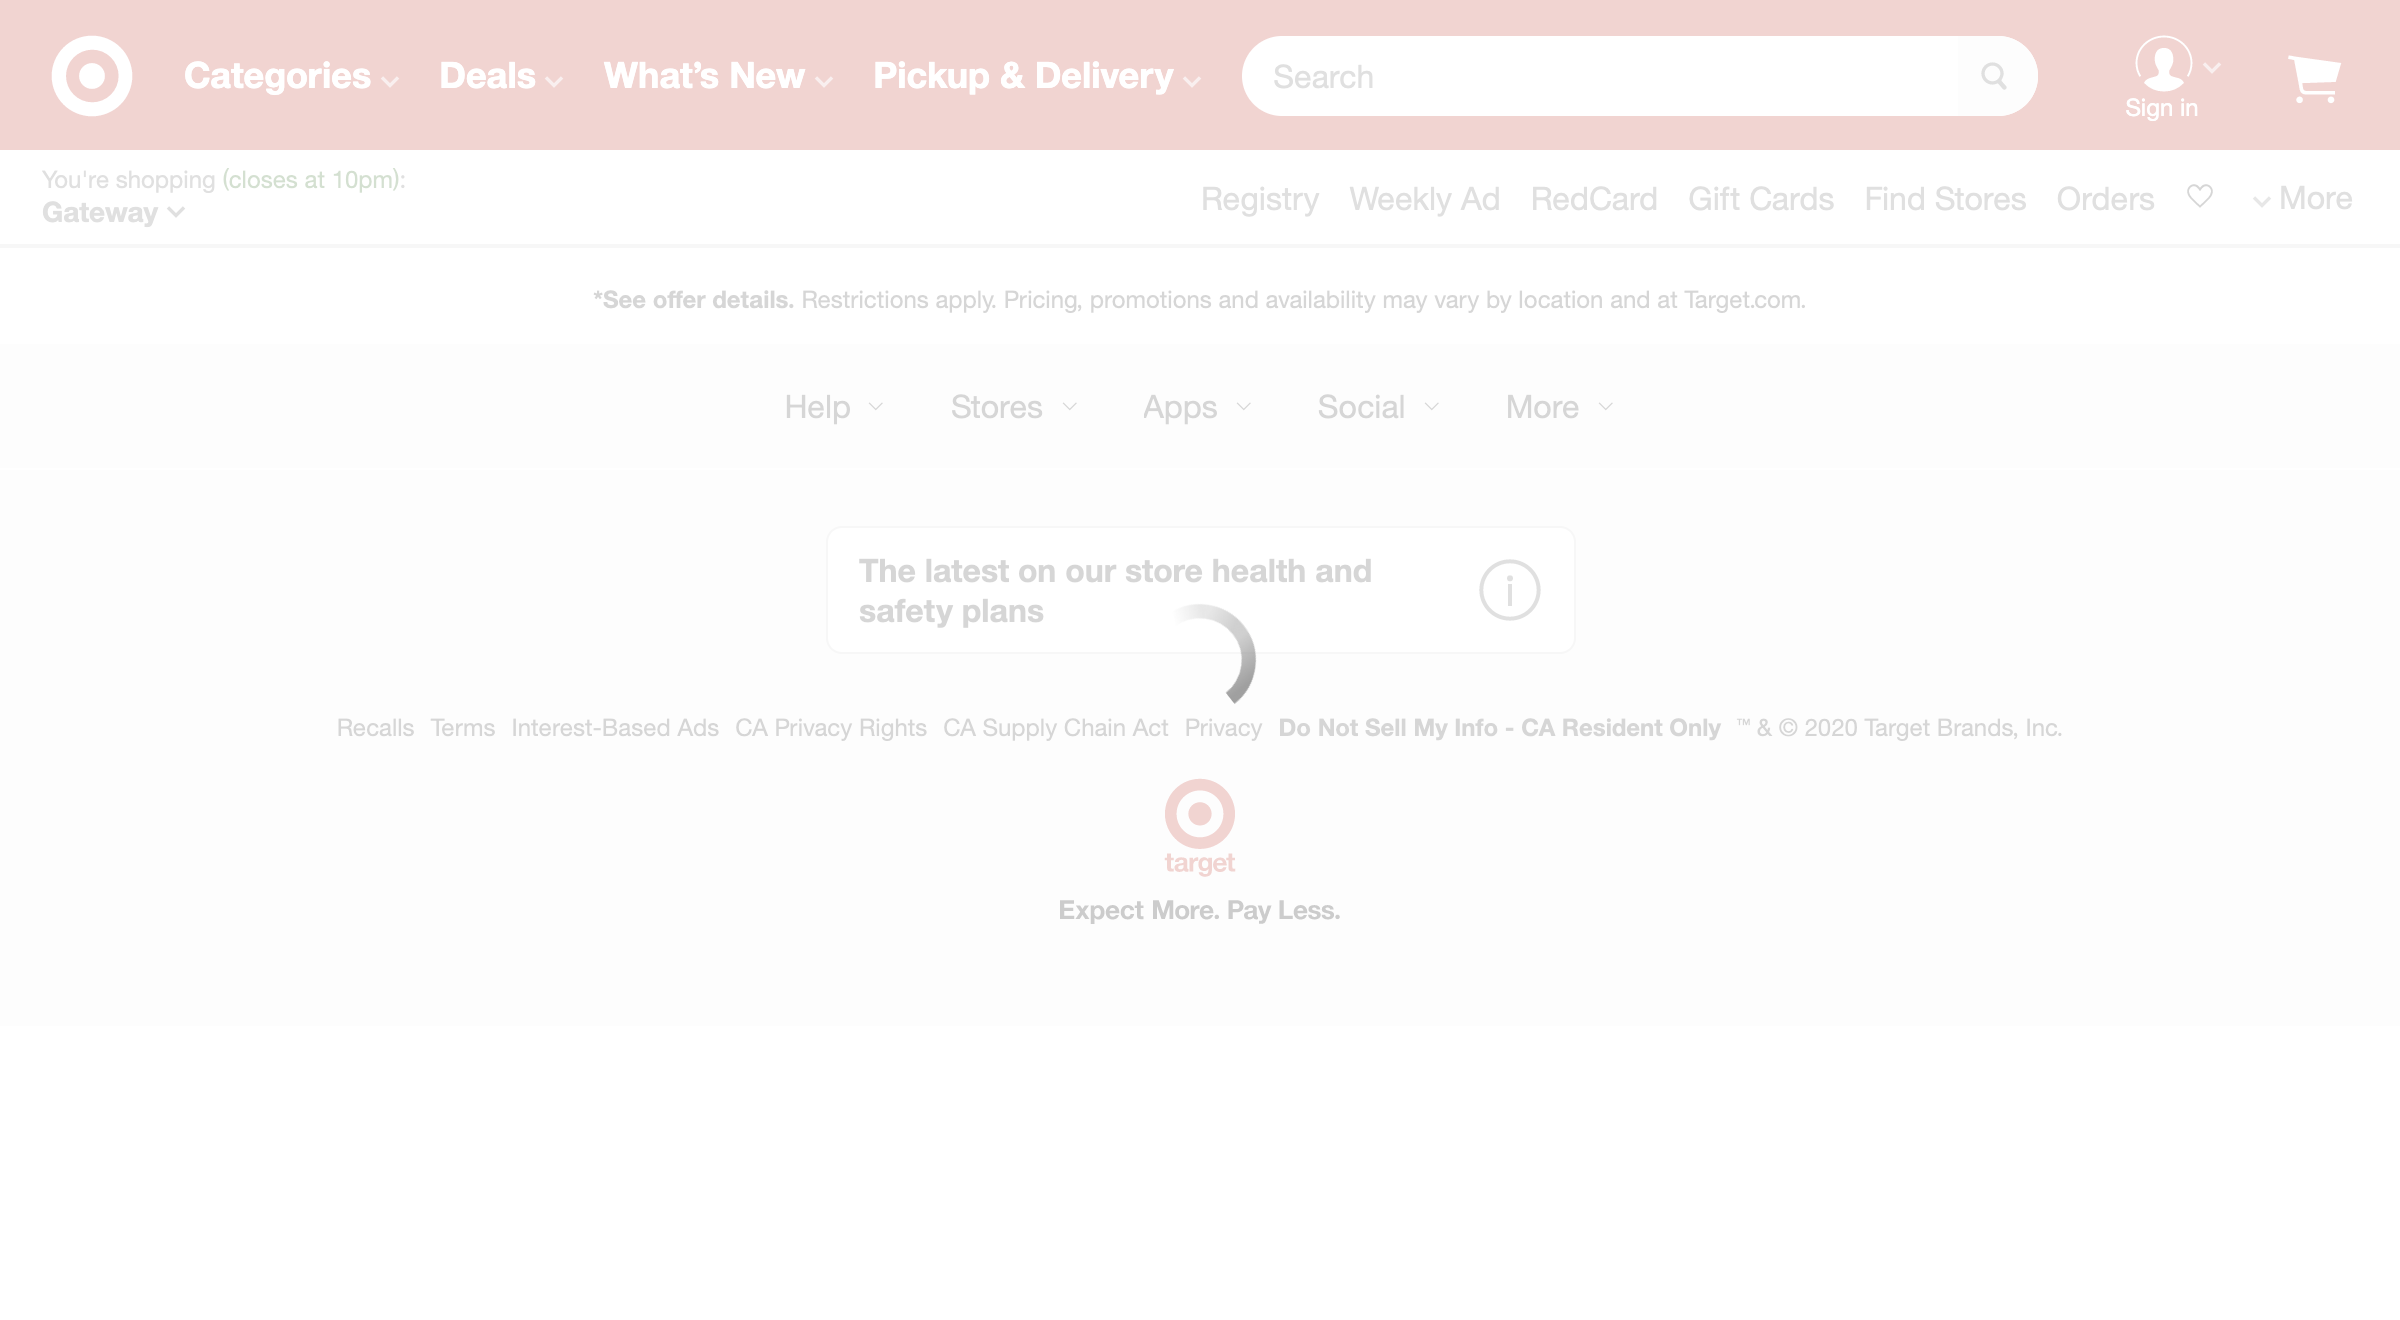 Categories Deals What's New Pickup & Delivery Search Sign in
You're shopping (closes at 10pm):
Gateway
Registry Weekly Ad RedCard Gift Cards Find Stores Orders More
*See offer details. Restrictions apply. Pricing, promotions and availability may vary by location and at Target.com.
Help Stores Apps Social More
The latest on our store health and
safety plans
Recalls Terms Interest-Based Ads CA Privacy Rights CA Supply Chain Act Privacy Do Not Sell My Info - CA Resident Only ™ & © 2020 Target Brands, Inc.
target
Expect More. Pay Less.